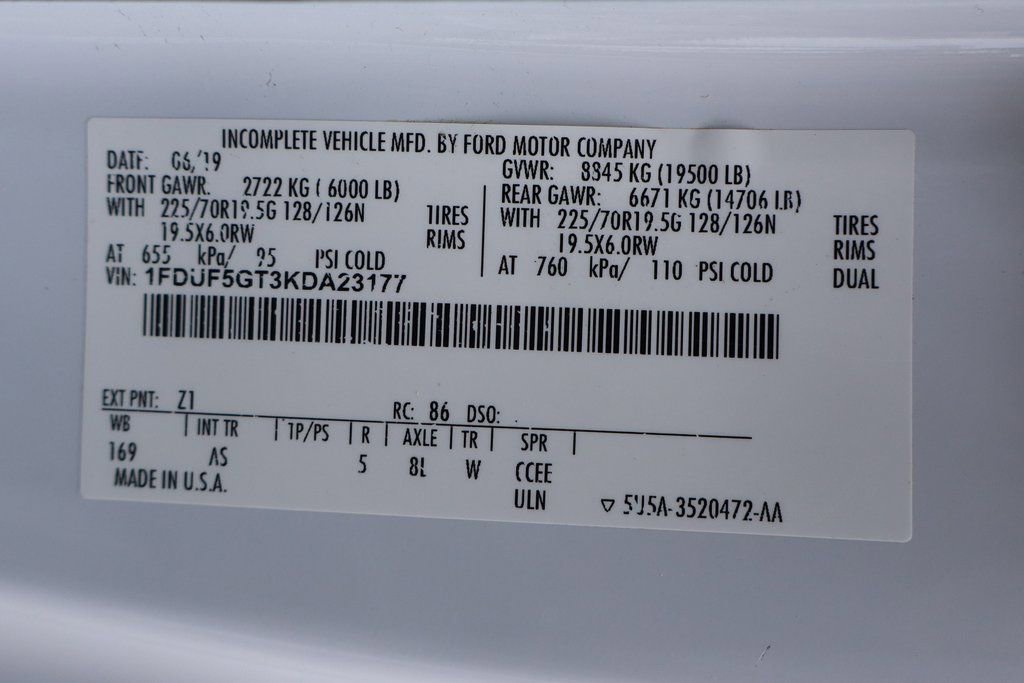 INCOMPLETE VEHICLE MFD. BY FORD MOTOR COMPANY
DATE: 06/19
GVWR: 8845 KG (19500 LB)
FRONT GAWR: 2722 KG (6000 LB)
WITH 225/70R19.5G 128/126N TIRES
19.5X6.0RW RIMS
AT 655 kPa/ 95 PSI COLD
REAR GAWR: 6671 KG (14706 LB)
WITH 225/70R19.5G 128/126N TIRES
19.5X6.0RW RIMS
AT 760 kPa/ 110 PSI COLD DUAL
VIN: 1FDUF5GT3KDA23177
EXT PNT: Z1 RC: 86 DSO:
WB INT TR TP/PS R AXLE TR SPR
169 AS 5 8L W CCEE
MADE IN U.S.A. ULN ▽ 5U5A-3520472-AA